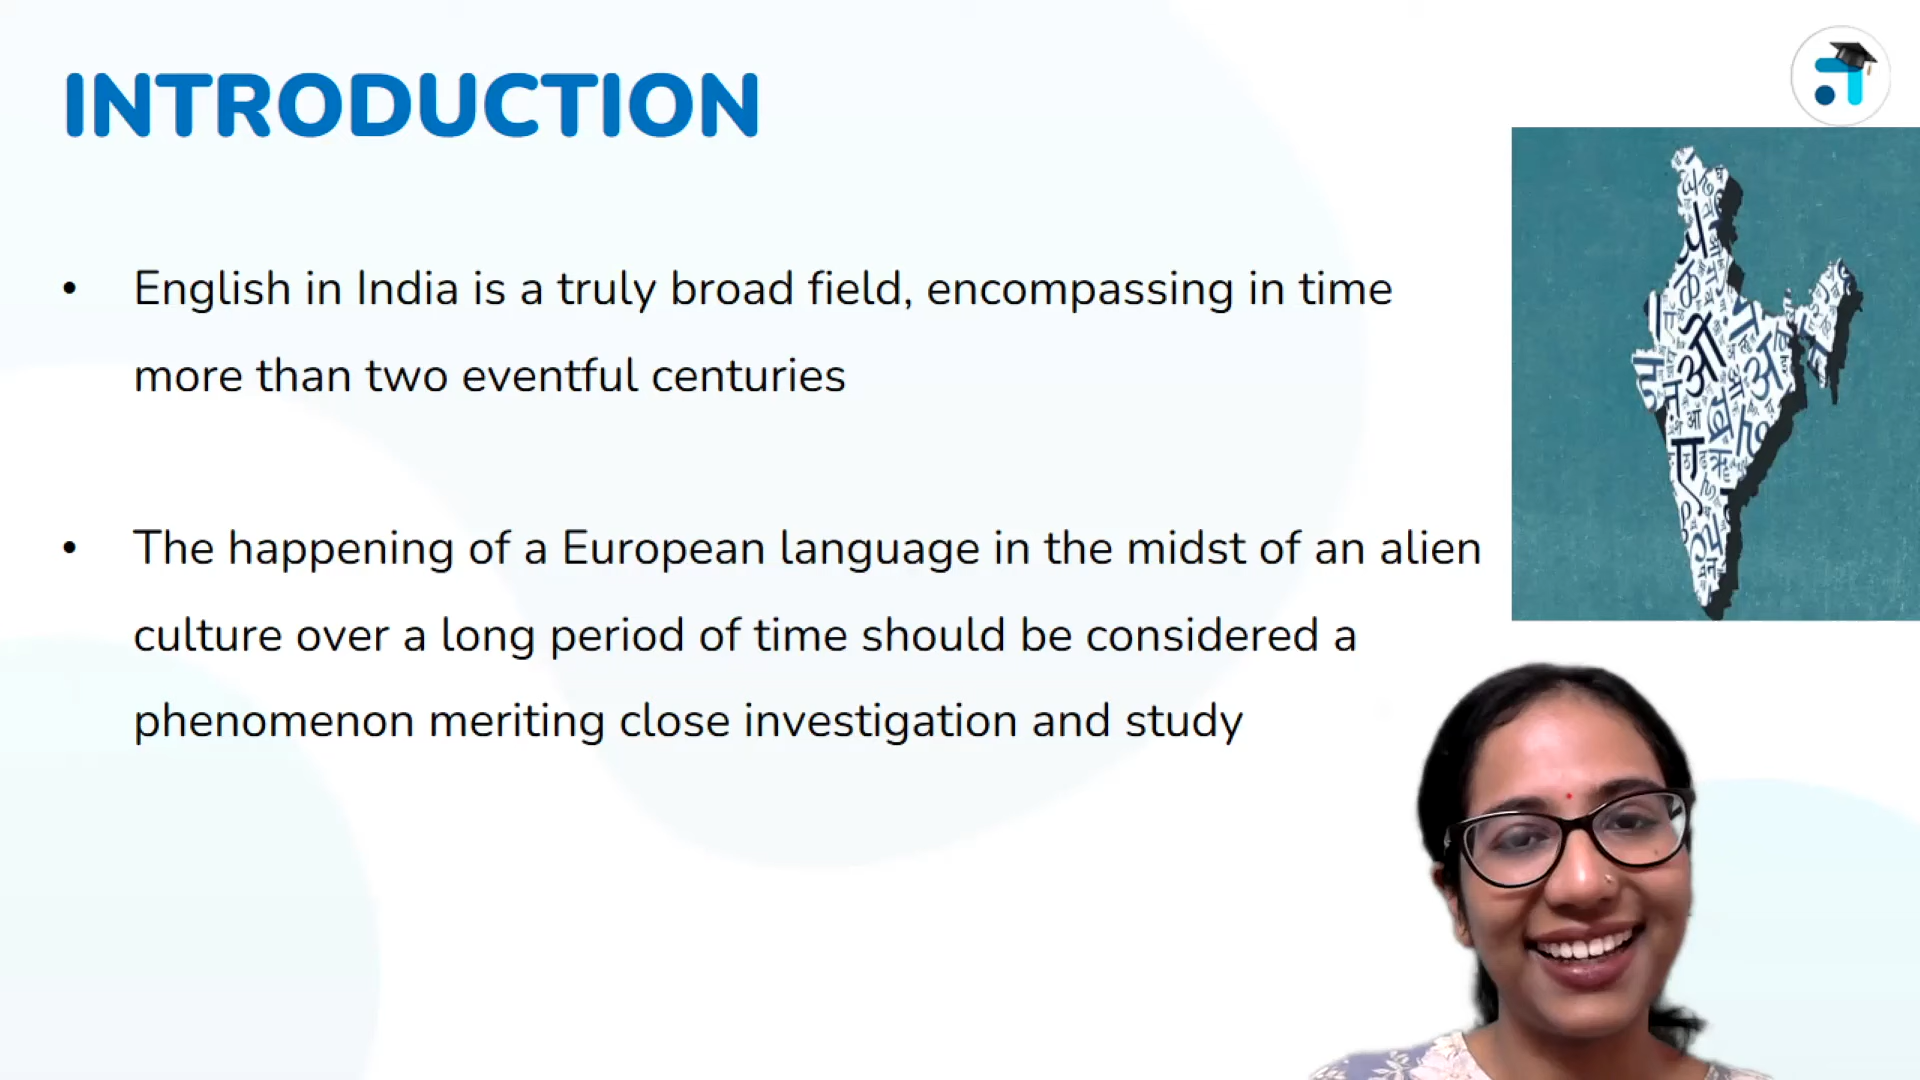 INTRODUCTION
• English in India is a truly broad field, encompassing in time
more than two eventful centuries
• The happening of a European language in the midst of an alien
culture over a long period of time should be considered a
phenomenon meriting close investigation and study